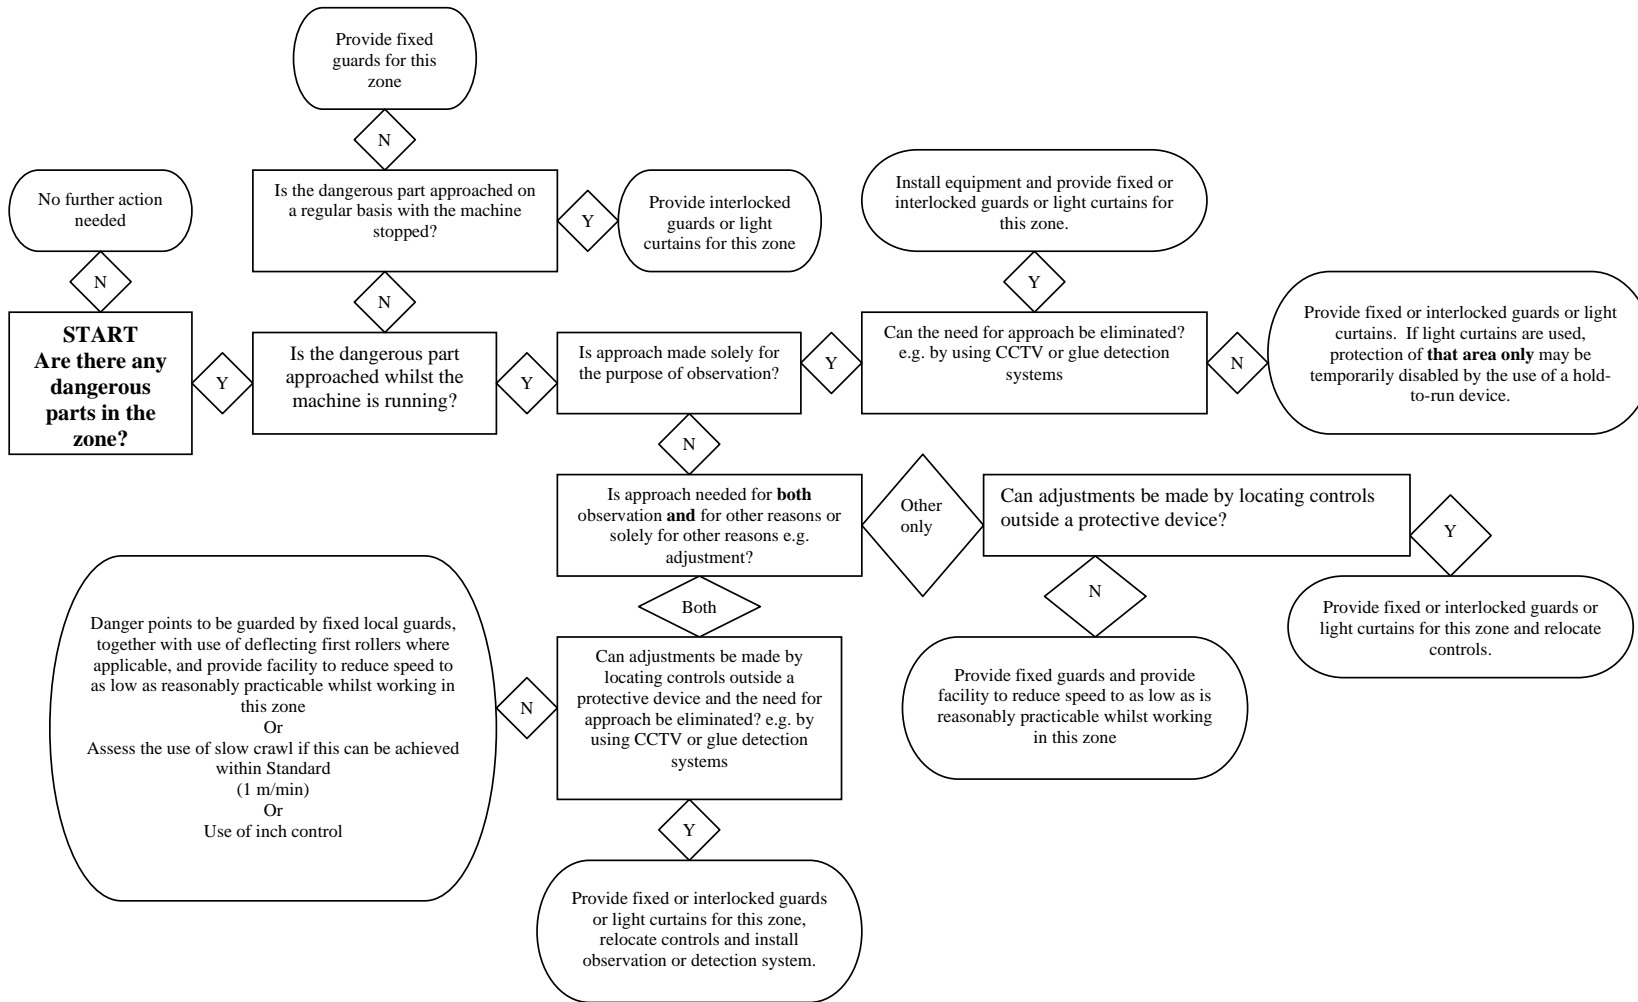 Provide fixed
guards for this
zone
N
No further action
needed
Is the dangerous part approached on
a regular basis with the machine
stopped?
Y
Provide interlocked
guards or light
curtains for this zone
Install equipment and provide fixed or
interlocked guards or light curtains for
this zone.
N
N
Y
START
Are there any
dangerous
parts in the
zone?
Y
Is the dangerous part
approached whilst the
machine is running?
Y
Is approach made solely for
the purpose of observation?
Y
Can the need for approach be eliminated?
e.g. by using CCTV or glue detection
systems
N
Provide fixed or interlocked guards or light
curtains.  If light curtains are used,
protection of that area only may be
temporarily disabled by the use of a hold-
to-run device.
N
Is approach needed for both
observation and for other reasons or
solely for other reasons e.g.
adjustment?
Other
only
Can adjustments be made by locating controls
outside a protective device?
Y
Both
N
Provide fixed or interlocked guards or
light curtains for this zone and relocate
controls.
Danger points to be guarded by fixed local guards,
together with use of deflecting first rollers where
applicable, and provide facility to reduce speed to
as low as reasonably practicable whilst working in
this zone
Or
Assess the use of slow crawl if this can be achieved
within Standard
(1 m/min)
Or
Use of inch control
N
Can adjustments be made by
locating controls outside a
protective device and the need for
approach be eliminated? e.g. by
using CCTV or glue detection
systems
Provide fixed guards and provide
facility to reduce speed to as low as is
reasonably practicable whilst working
in this zone
Y
Provide fixed or interlocked guards
or light curtains for this zone,
relocate controls and install
observation or detection system.